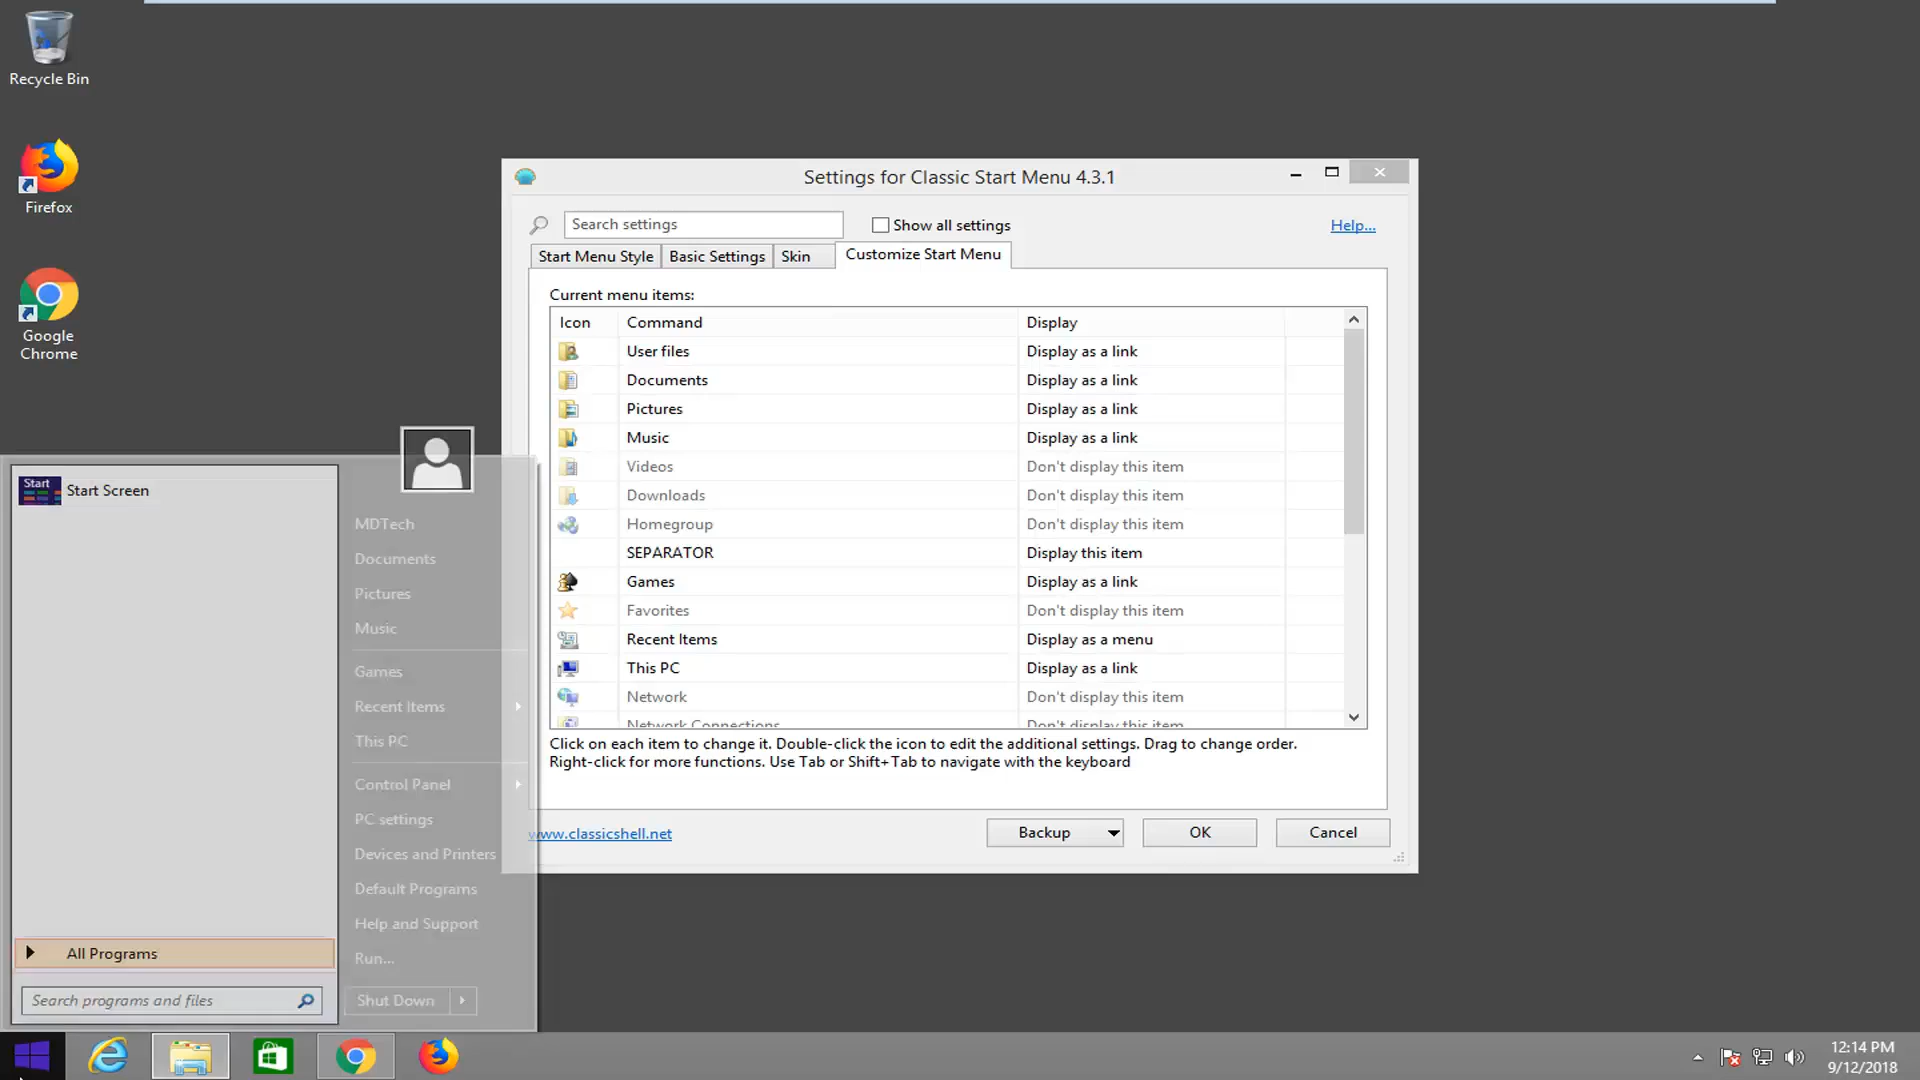 Recycle Bin
Firefox
Google
Chrome
Settings for Classic Start Menu 4.3.1
Search settings
Show all settings
Help...
Start Menu Style
Basic Settings
Skin
Customize Start Menu
Current menu items:
Icon Command Display
User files Display as a link
Documents Display as a link
Pictures Display as a link
Music Display as a link
Videos Don't display this item
Downloads Don't display this item
Homegroup Don't display this item
SEPARATOR Display this item
Games Display as a link
Favorites Don't display this item
Recent Items Display as a menu
This PC Display as a link
Network Don't display this item
Network Connections Don't display this item
Click on each item to change it. Double-click the icon to edit the additional settings. Drag to change order.
Right-click for more functions. Use Tab or Shift+Tab to navigate with the keyboard
www.classicshell.net
Backup
OK
Cancel
Start
Start Screen
All Programs
Search programs and files
MDTech
Documents
Pictures
Music
Games
Recent Items
This PC
Control Panel
PC settings
Devices and Printers
Default Programs
Help and Support
Run...
Shut Down
12:14 PM
9/12/2018